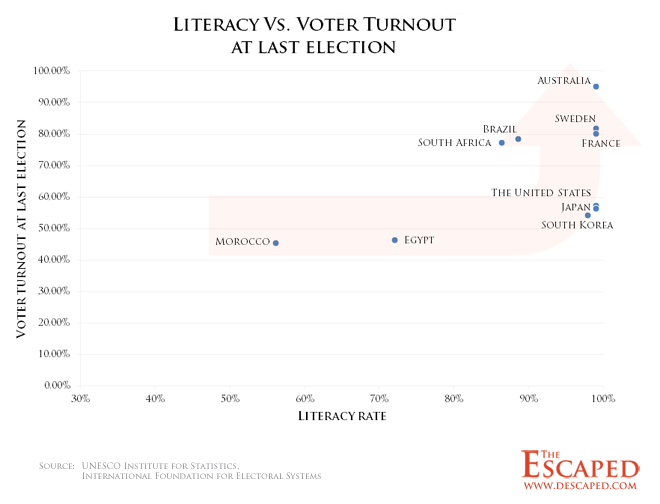 Literacy Vs. Voter Turnout
at last election
100.00%
90.00%
80.00%
70.00%
60.00%
50.00%
40.00%
30.00%
20.00%
10.00%
0.00%
Voter turnout at last election
Australia
Sweden
Brazil
South Africa
France
The United States
Japan
South Korea
Morocco
Egypt
30%
40%
50%
60%
70%
80%
90%
100%
Literacy rate
Source: UNESCO Institute for Statistics,
International Foundation for Electoral Systems
The
Escaped
www.descaped.com